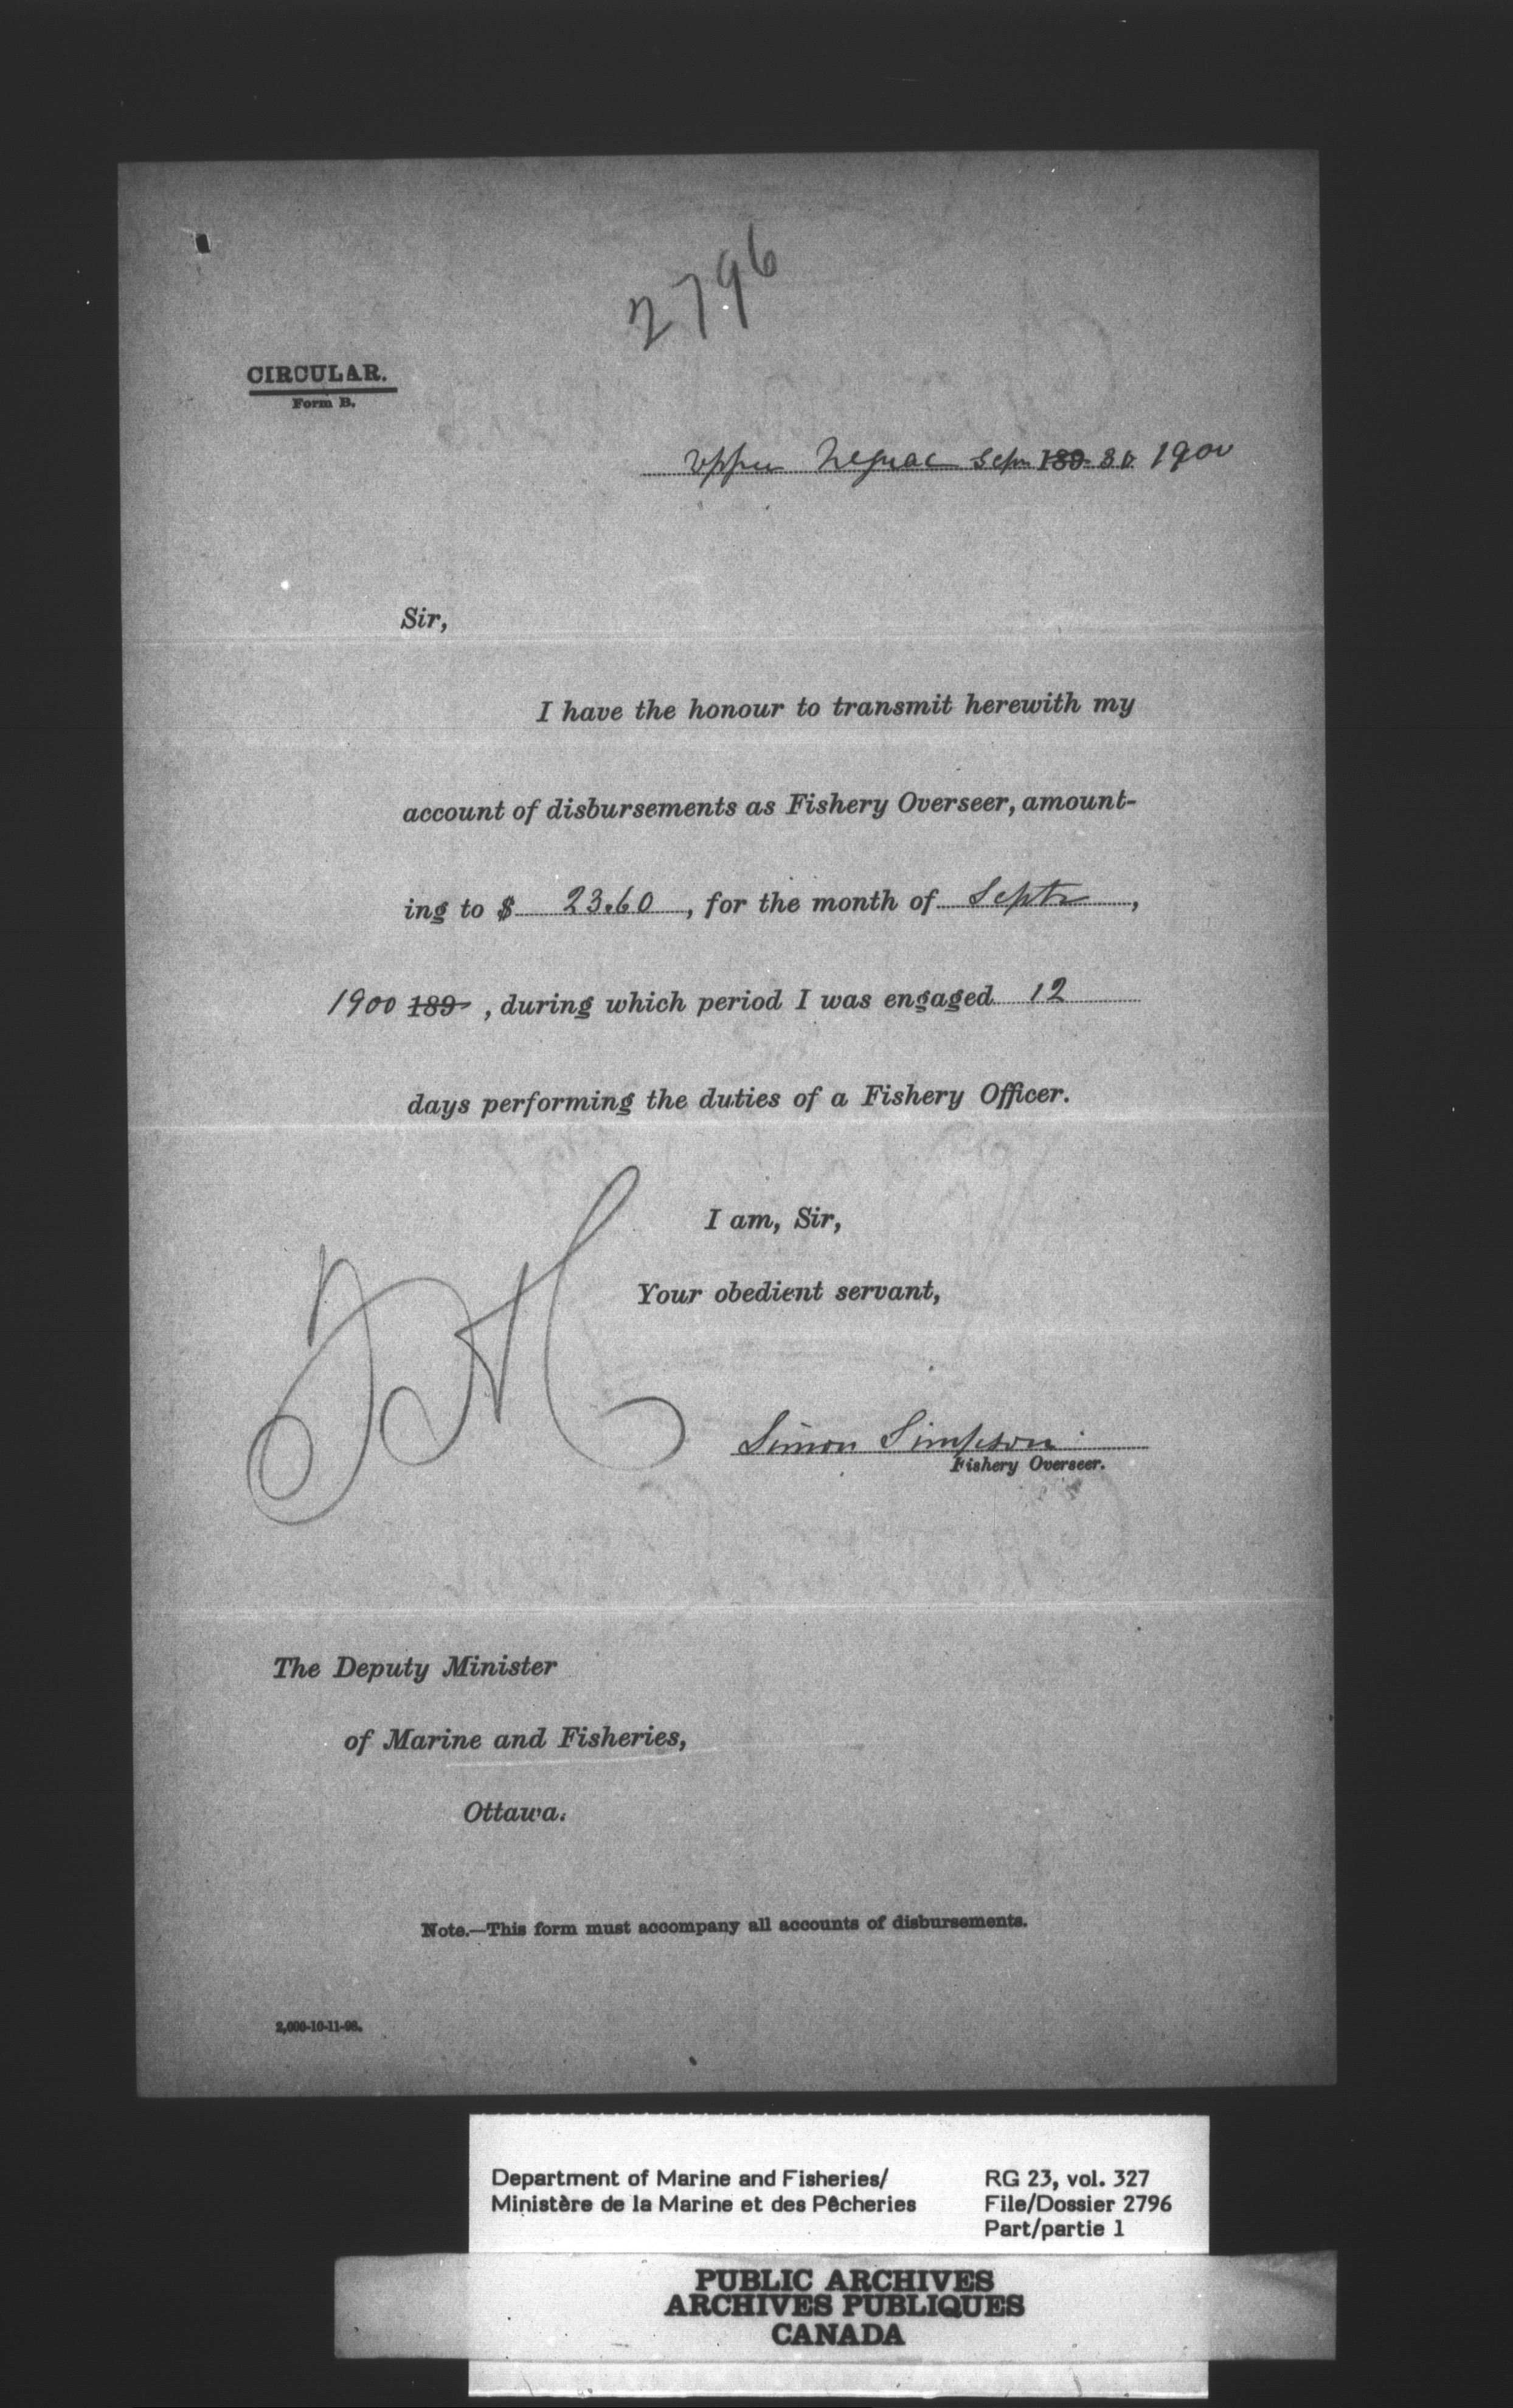 2796
CIRCULAR.
Form B.
Upper Neguac Sepr 189 30 1900
Sir,
I have the honour to transmit herewith my
account of disbursements as Fishery Overseer, amount-
ing to $ 23.60 , for the month of Septr ,
1900 189 , during which period I was engaged 12
days performing the duties of a Fishery Officer.
I am, Sir,
Your obedient servant,
Simon Simpson
Fishery Overseer.
The Deputy Minister
of Marine and Fisheries,
Ottawa.
Note.—This form must accompany all accounts of disbursements.
2,000-10-11-98.
Department of Marine and Fisheries/
Ministère de la Marine et des Pêcheries
RG 23, vol. 327
File/Dossier 2796
Part/partie 1
PUBLIC ARCHIVES
ARCHIVES PUBLIQUES
CANADA